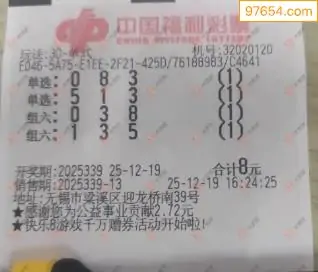 97654.com
中国福利彩票
CHINA WELFARE LOTTERY
玩法:3D-单式
机号:32020120
ED46-5A75-E1EE-2F21-425D/76188983/C4641
单选: 0 8 3 (1)
单选: 5 1 3 (1)
组六: 0 3 8 (1)
组六: 1 3 5 (1)
开奖期:2025339 25-12-19 合计8元
销售期:2025339-13 25-12-19 16:24:25
地址:无锡市梁溪区迎龙桥南39号
★感谢您为公益事业贡献2.72元
★快乐8游戏千万赠券活动开始啦!